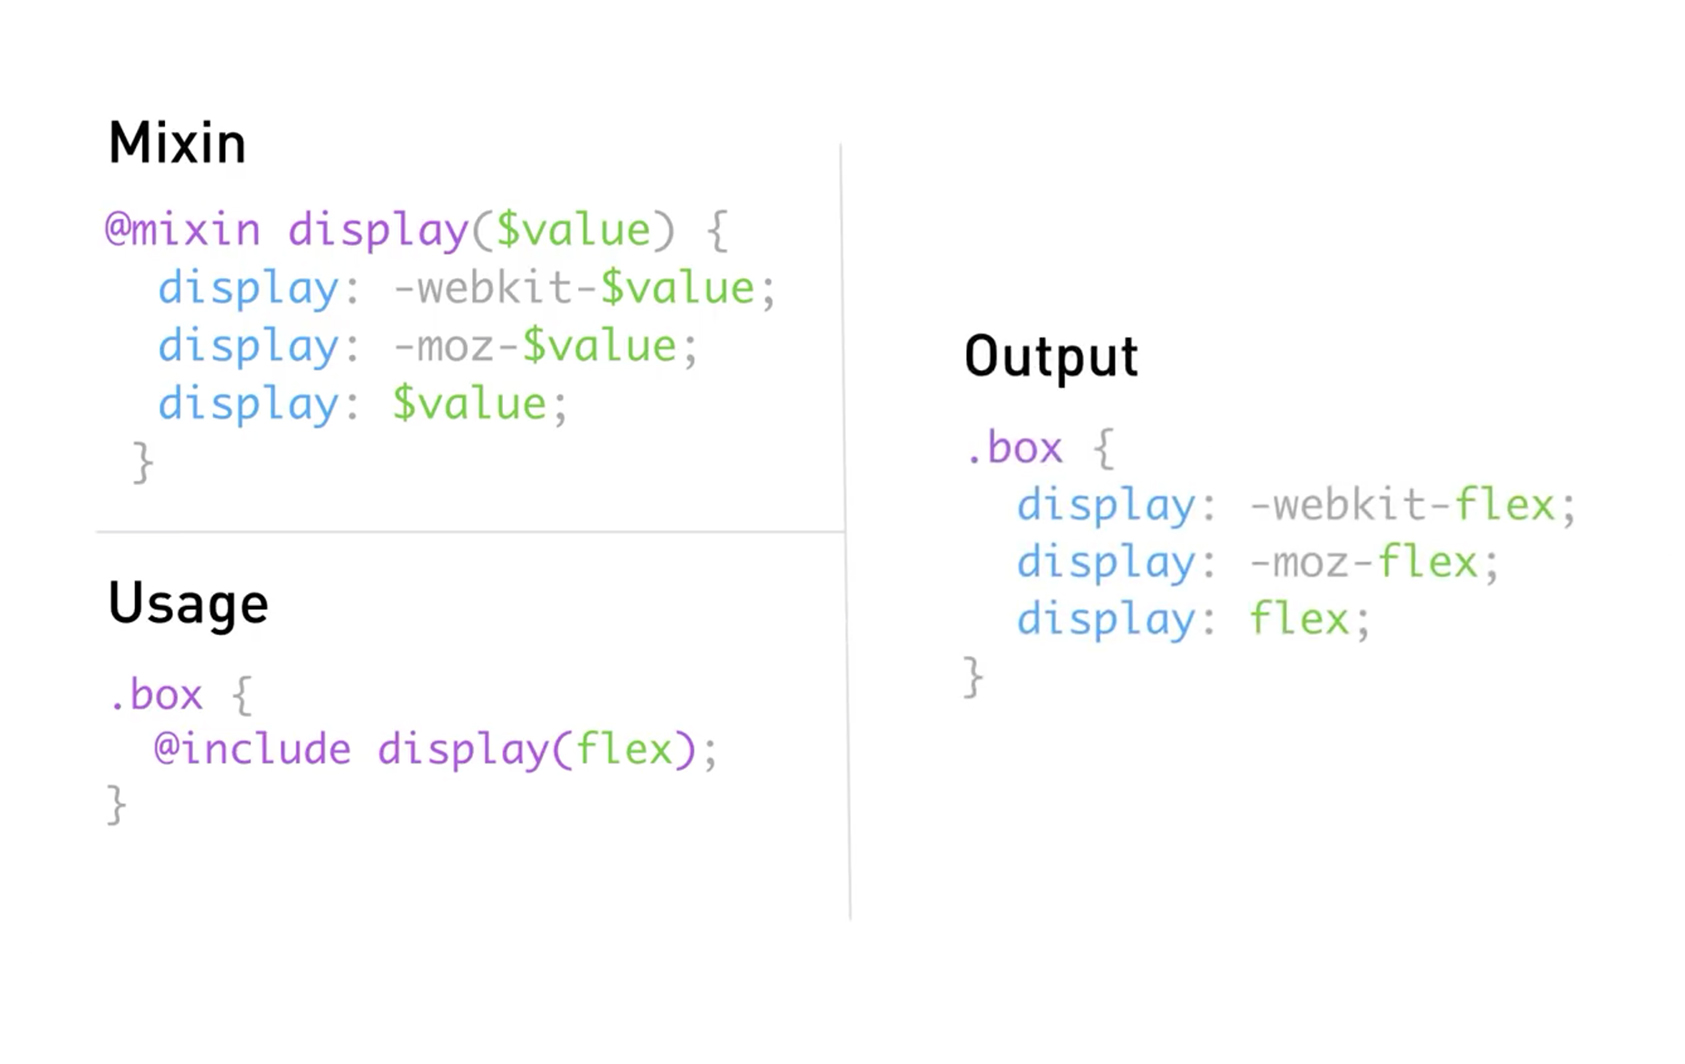 Mixin
@mixin display($value) {
display: -webkit-$value;
display: -moz-$value;
display: $value;
}
Usage
.box {
@include display(flex);
}
Output
.box {
display: -webkit-flex;
display: -moz-flex;
display: flex;
}